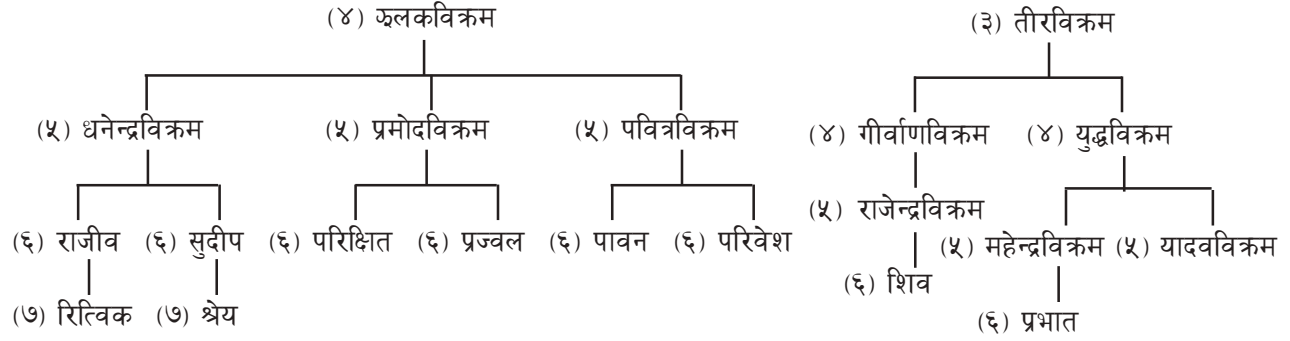 (४) झलकविक्रम (३) तीरविक्रम
(५) धनेन्द्रविक्रम (५) प्रमोदविक्रम (५) पवित्रविक्रम (४) गीर्वाणविक्रम (४) युद्धविक्रम
(५) राजेन्द्रविक्रम
(६) राजीव (६) सुदीप (६) परिक्षित (६) प्रज्वल (६) पावन (६) परिवेश (५) महेन्द्रविक्रम (५) यादवविक्रम
(६) शिव
(७) रित्विक (७) श्रेय (६) प्रभात